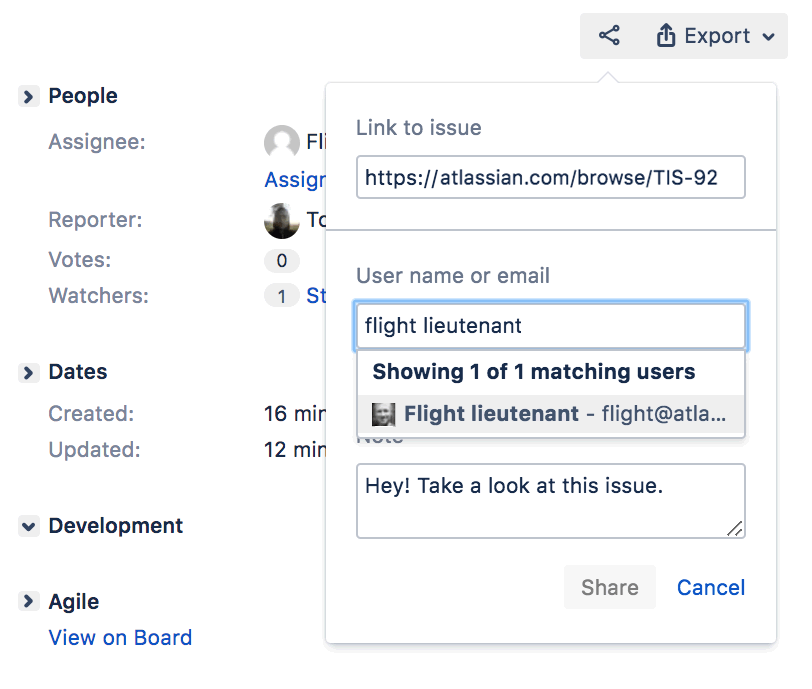 Export
People
Assignee:
Fli
Assign
Reporter:
To
Votes:
0
Watchers:
1 St
Dates
Created:
16 min
Updated:
12 min
Development
Agile
View on Board
Link to issue
https://atlassian.com/browse/TIS-92
User name or email
flight lieutenant
Showing 1 of 1 matching users
Flight lieutenant - flight@atla...
Note
Hey! Take a look at this issue.
Share Cancel